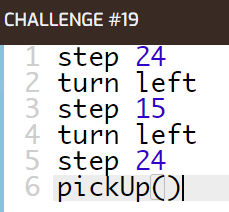 CHALLENGE #19
1 step 24
2 turn left
3 step 15
4 turn left
5 step 24
6 pickUp()